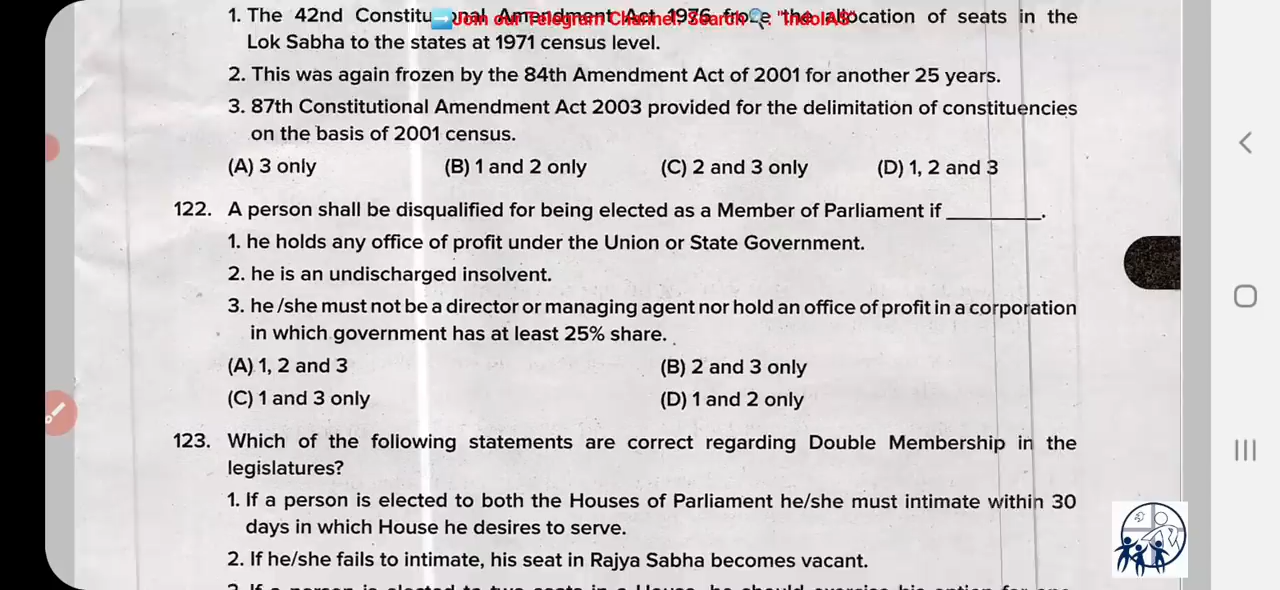 1. The 42nd Constitu nal Amendment Act 1976 froze the allocation of seats in the
Join our Telegram Channel: Search "IndoIAS"
Lok Sabha to the states at 1971 census level.
2. This was again frozen by the 84th Amendment Act of 2001 for another 25 years.
3. 87th Constitutional Amendment Act 2003 provided for the delimitation of constituencies
on the basis of 2001 census.
(A) 3 only (B) 1 and 2 only (C) 2 and 3 only (D) 1, 2 and 3
122. A person shall be disqualified for being elected as a Member of Parliament if ________.
1. he holds any office of profit under the Union or State Government.
2. he is an undischarged insolvent.
3. he /she must not be a director or managing agent nor hold an office of profit in a corporation
in which government has at least 25% share.
(A) 1, 2 and 3 (B) 2 and 3 only
(C) 1 and 3 only (D) 1 and 2 only
123. Which of the following statements are correct regarding Double Membership in the
legislatures?
1. If a person is elected to both the Houses of Parliament he/she must intimate within 30
days in which House he desires to serve.
2. If he/she fails to intimate, his seat in Rajya Sabha becomes vacant.